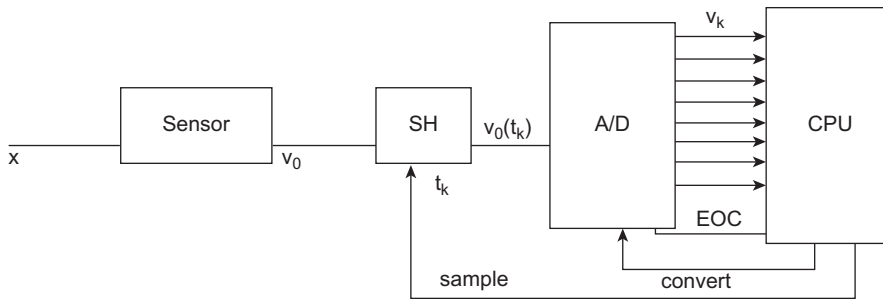 v_k
Sensor
SH
v_0(t_k)
A/D
CPU
x
v_0
t_k
EOC
sample
convert